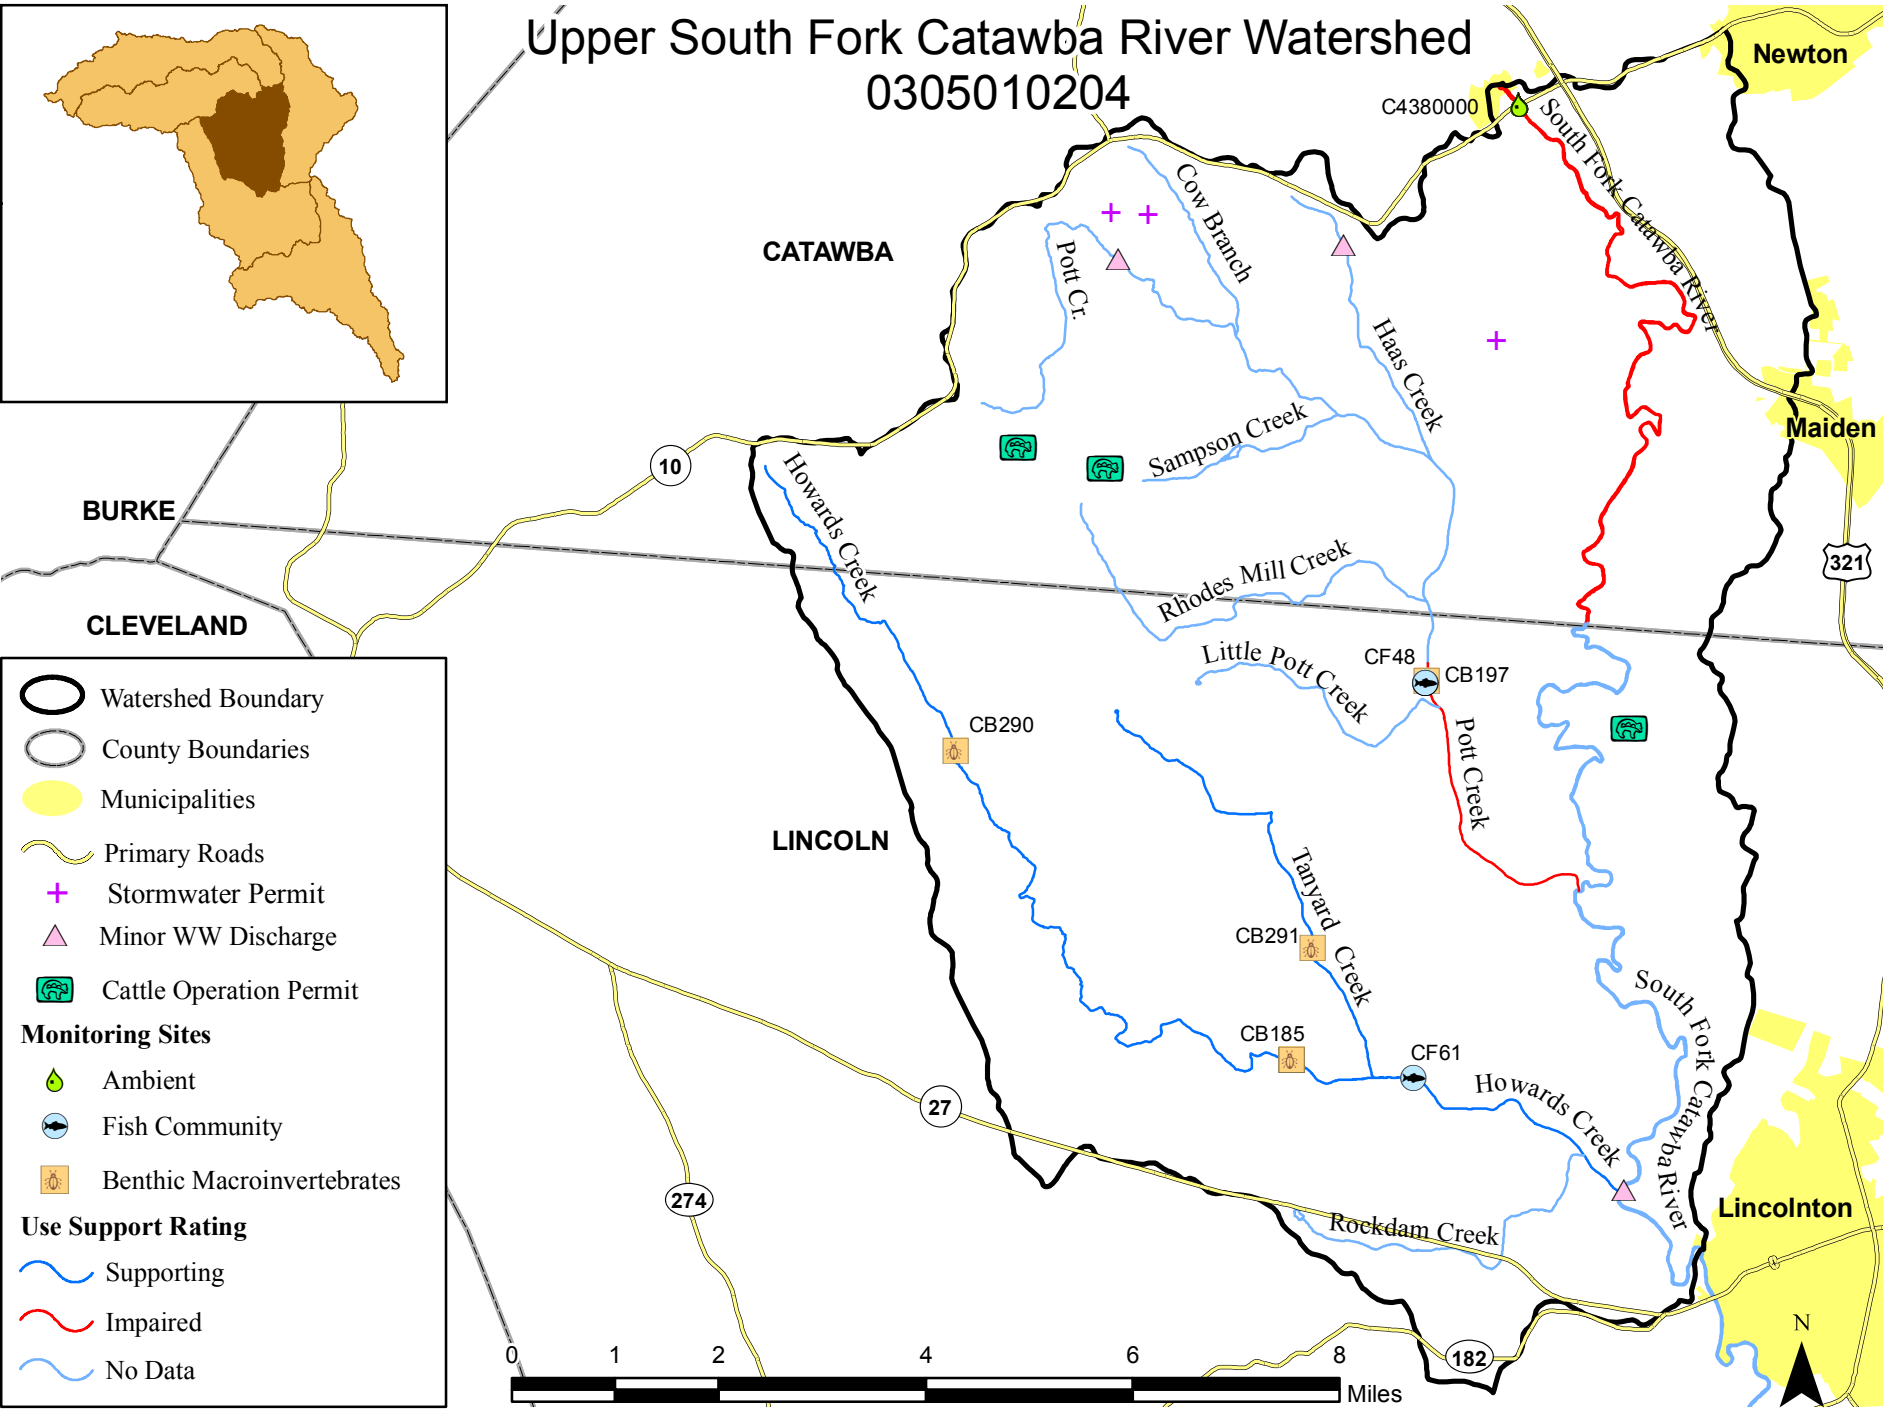 Upper South Fork Catawba River Watershed
0305010204
Newton
C4380000
South Fork Catawba River
Cow Branch
CATAWBA
Pott Cr.
Haas Creek
Sampson Creek
Maiden
10
Howards Creek
BURKE
321
Rhodes Mill Creek
CLEVELAND
Little Pott Creek
CF48
CB197
CB290
Pott Creek
LINCOLN
Tanyard Creek
CB291
South Fork Catawba River
CB185
CF61
Howards Creek
27
274
Lincolnton
Rockdam Creek
182
Watershed Boundary
County Boundaries
Municipalities
Primary Roads
Stormwater Permit
Minor WW Discharge
Cattle Operation Permit
Monitoring Sites
Ambient
Fish Community
Benthic Macroinvertebrates
Use Support Rating
Supporting
Impaired
No Data
0 1 2 4 6 8
Miles
N